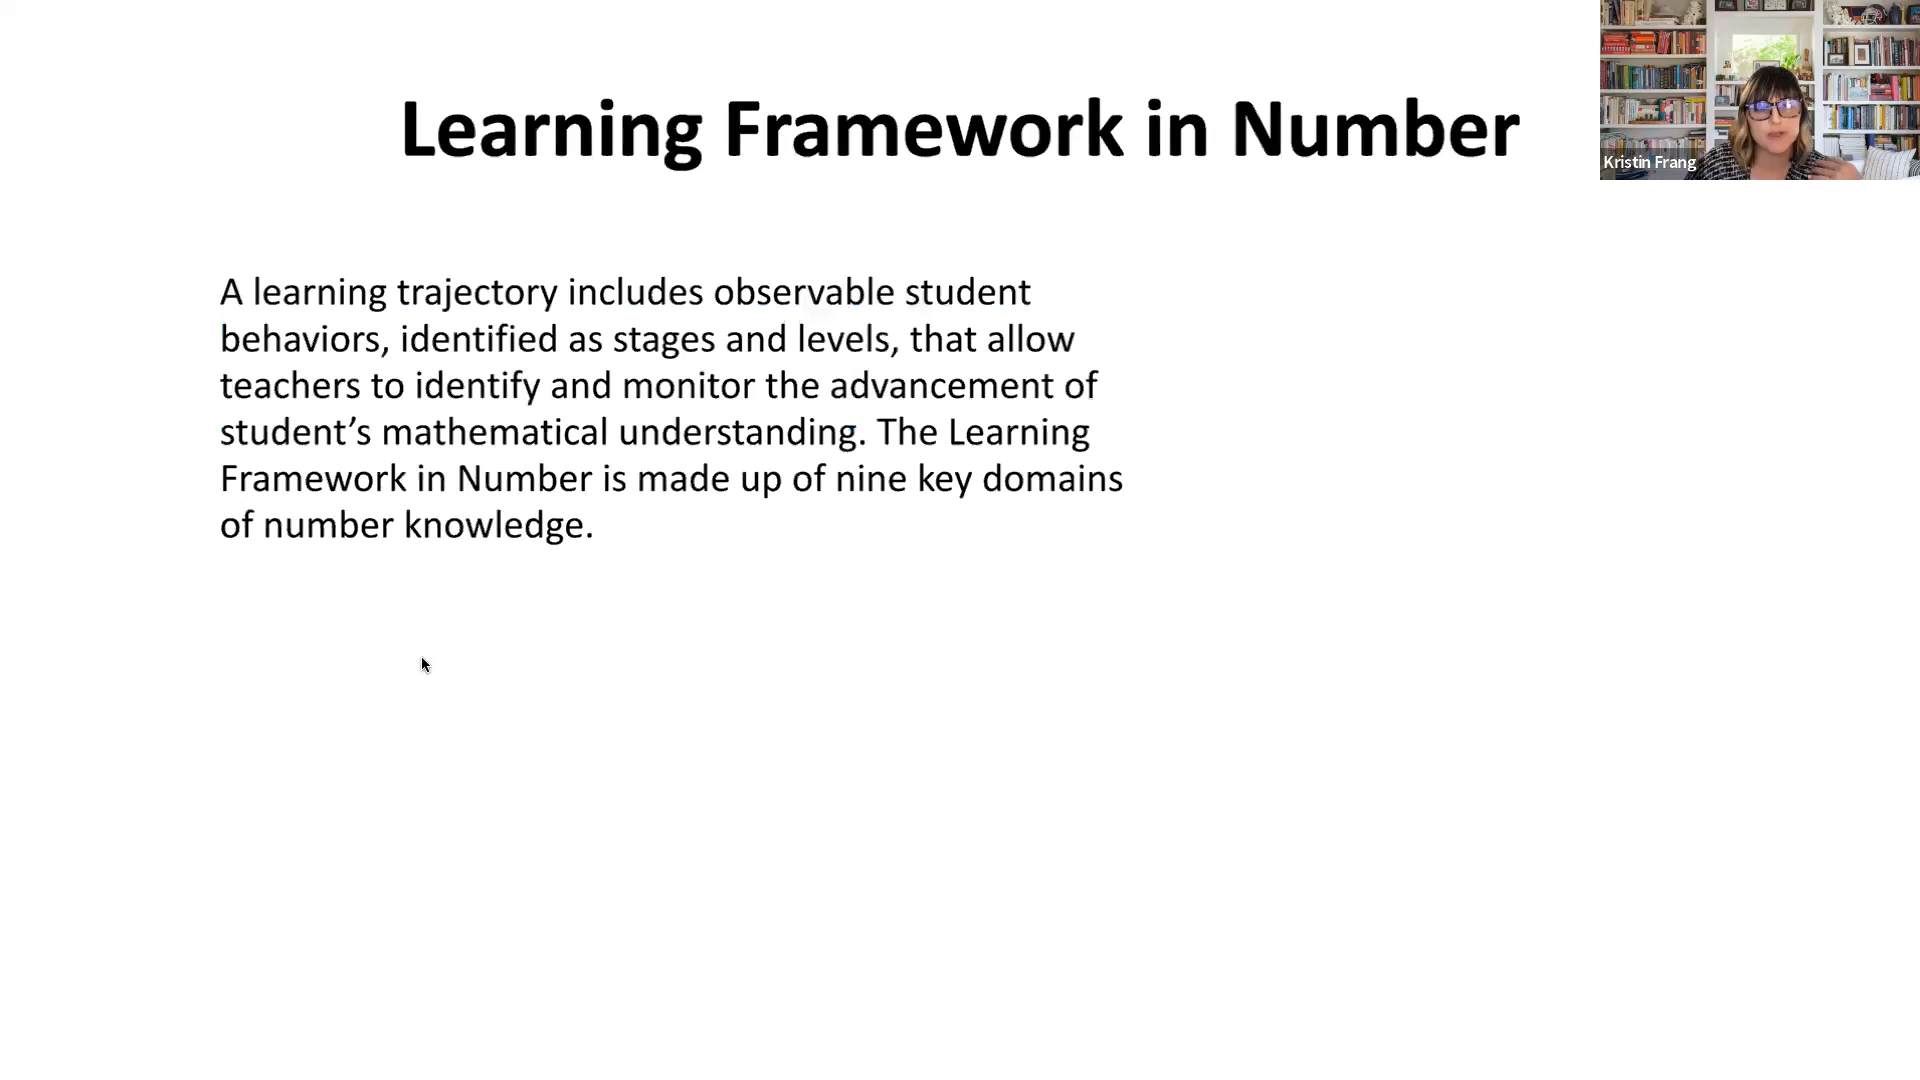 Learning Framework in Number
Kristin Frang
A learning trajectory includes observable student
behaviors, identified as stages and levels, that allow
teachers to identify and monitor the advancement of
student’s mathematical understanding. The Learning
Framework in Number is made up of nine key domains
of number knowledge.